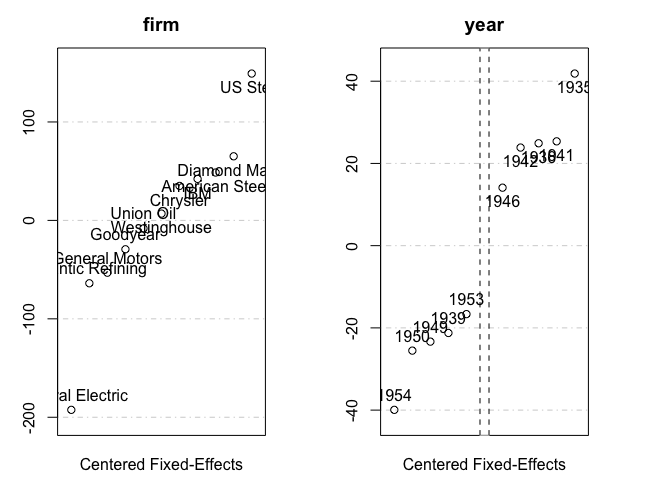 firm
100
0
-100
-200
US Ste
Diamond Ma
American Stee
IBM
Chrysler
Union Oil
Westinghouse
Goodyear
General Motors
ntic Refining
al Electric
Centered Fixed-Effects
year
40
20
0
-20
-40
1935
1941
1936
1942
1946
1953
1939
1949
1950
1954
Centered Fixed-Effects